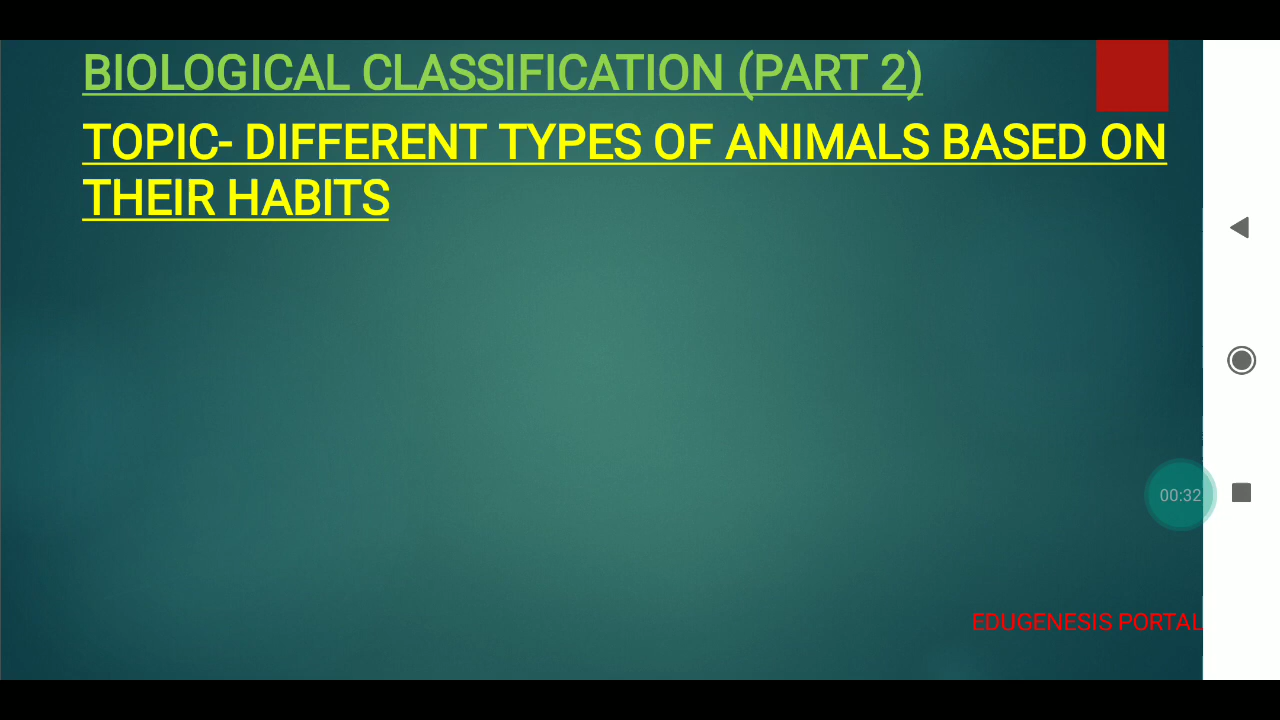 BIOLOGICAL CLASSIFICATION (PART 2)
TOPIC- DIFFERENT TYPES OF ANIMALS BASED ON
THEIR HABITS
00:32
EDUGENESIS PORTAL